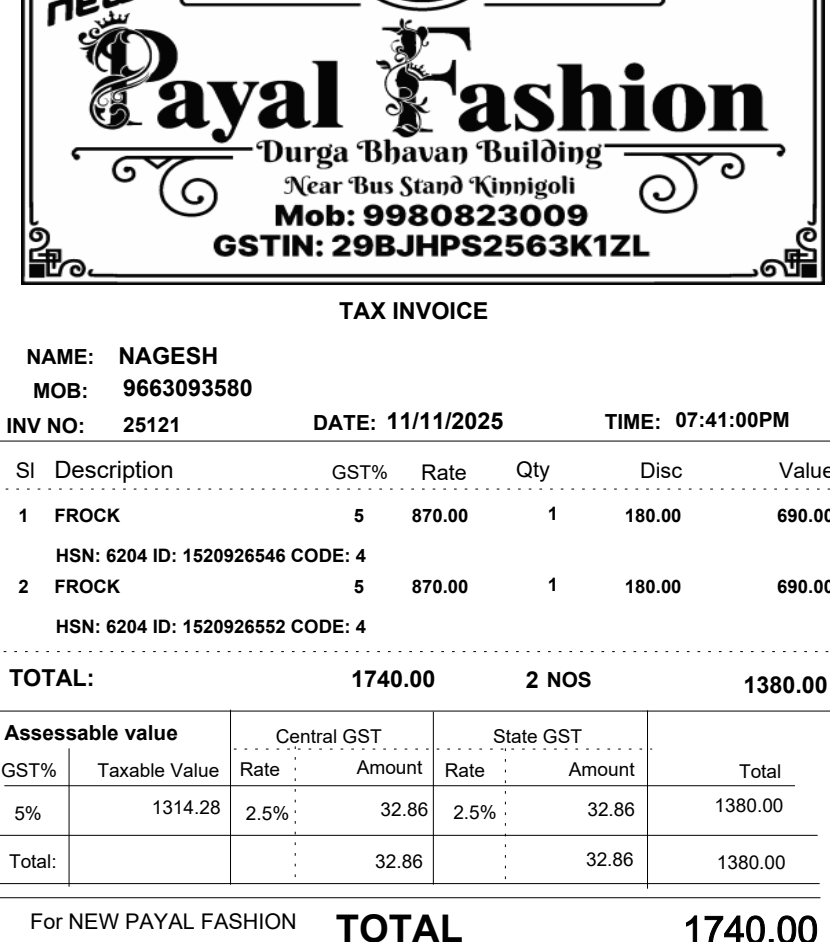 new
Payal Fashion
Durga Bhavan Building
Near Bus Stand Kinnigoli
Mob: 9980823009
GSTIN: 29BJHPS2563K1ZL
TAX INVOICE
NAME: NAGESH
MOB: 9663093580
INV NO: 25121 DATE: 11/11/2025 TIME: 07:41:00PM
Sl Description GST% Rate Qty Disc Value
1 FROCK 5 870.00 1 180.00 690.00
HSN: 6204 ID: 1520926546 CODE: 4
2 FROCK 5 870.00 1 180.00 690.00
HSN: 6204 ID: 1520926552 CODE: 4
TOTAL: 1740.00 2 NOS 1380.00
Assessable value Central GST State GST
GST% Taxable Value Rate Amount Rate Amount Total
5% 1314.28 2.5% 32.86 2.5% 32.86 1380.00
Total: 32.86 32.86 1380.00
For NEW PAYAL FASHION TOTAL 1740.00